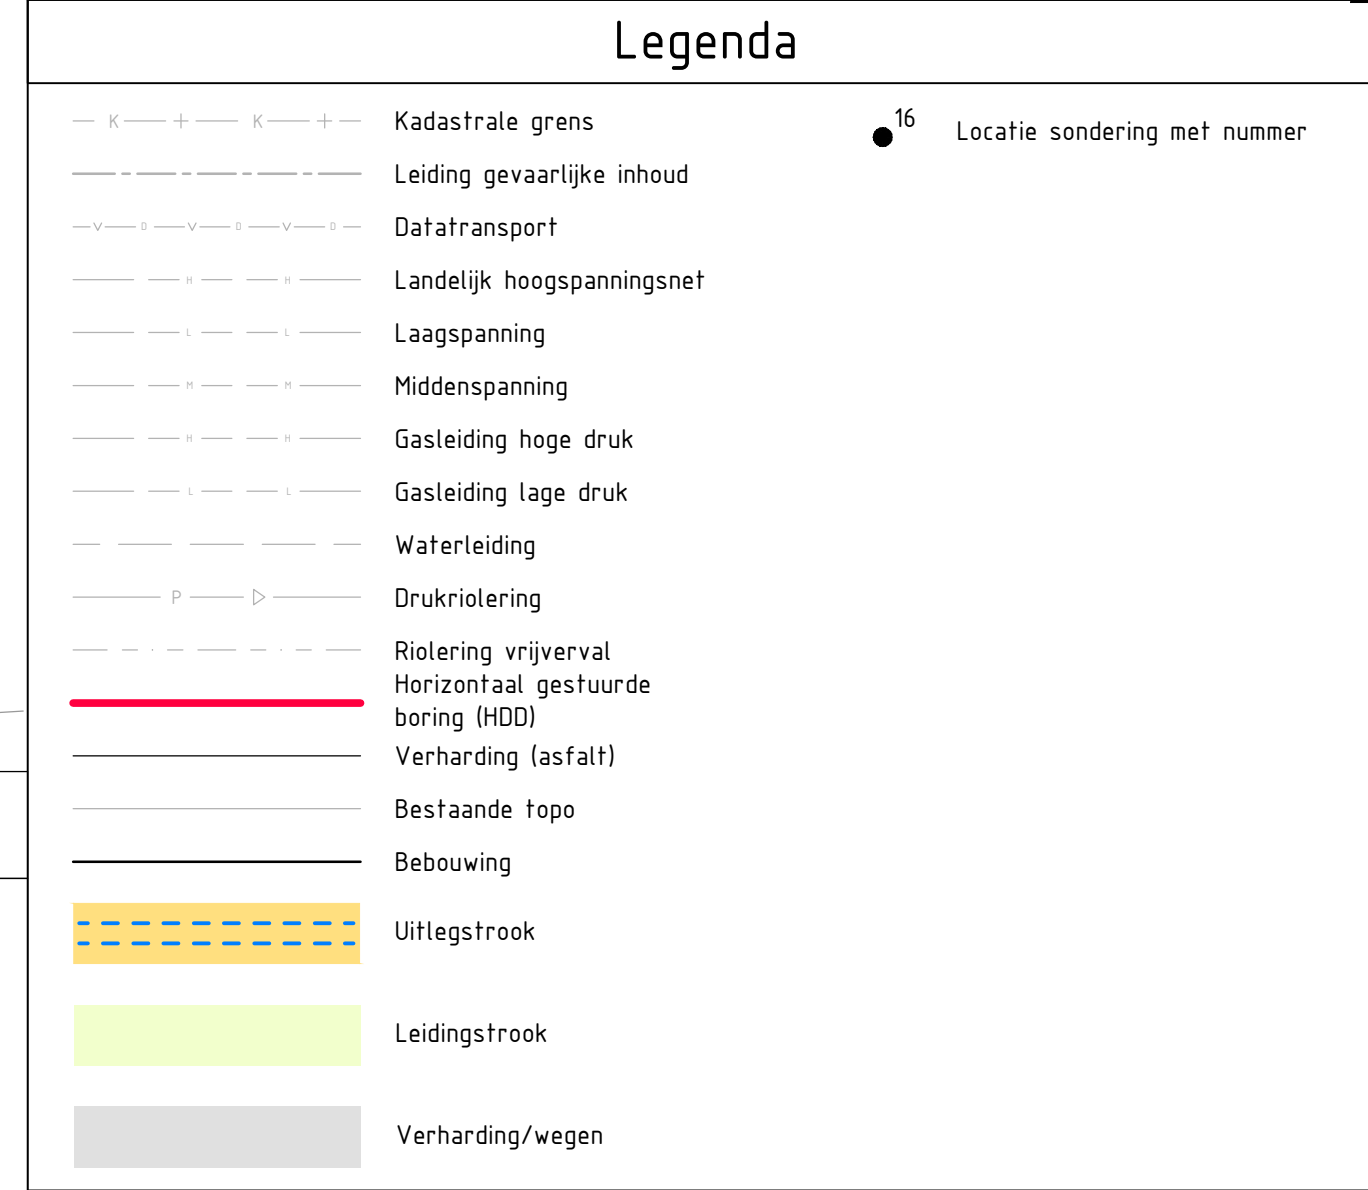 Legenda
K K Kadastrale grens
Leiding gevaarlijke inhoud
V D V D V D Datatransport
H H Landelijk hoogspanningsnet
L L Laagspanning
M M Middenspanning
H H Gasleiding hoge druk
L L Gasleiding lage druk
Waterleiding
P Drukriolering
Riolering vrijverval
Horizontaal gestuurde
boring (HDD)
Verharding (asfalt)
Bestaande topo
Bebouwing
Uitlegstrook
Leidingstrook
Verharding/wegen
16 Locatie sondering met nummer